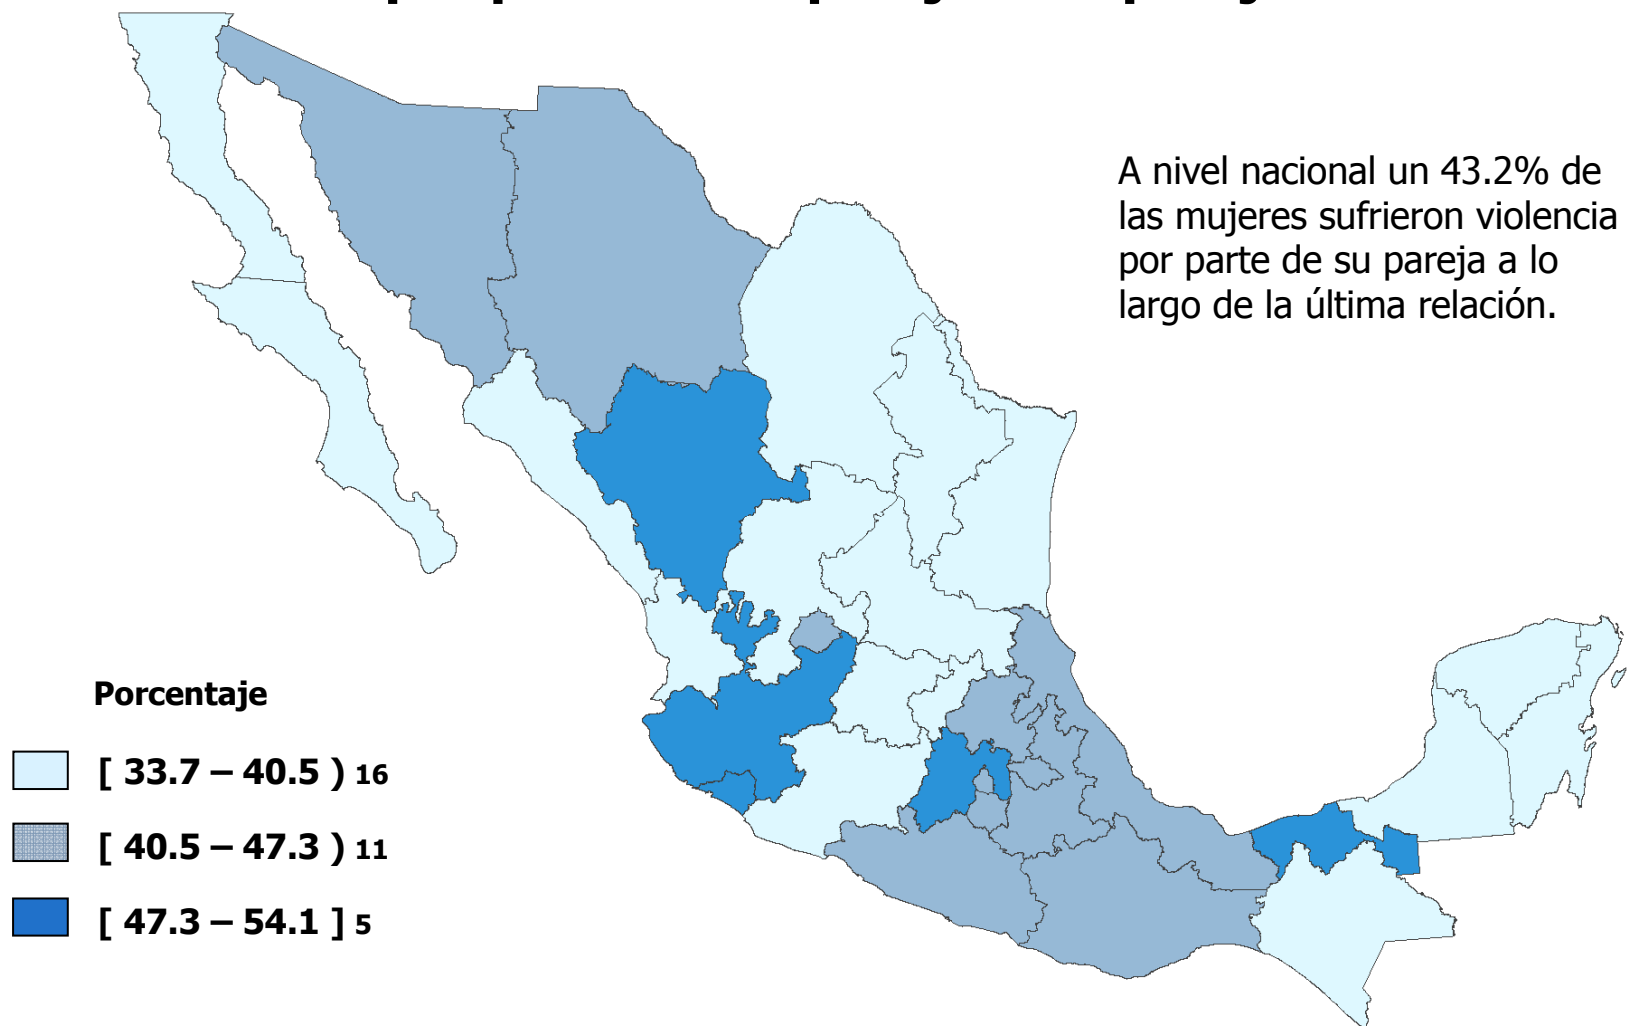 A nivel nacional un 43.2% de
las mujeres sufrieron violencia
por parte de su pareja a lo
largo de la última relación.
Porcentaje
[ 33.7 – 40.5 ) 16
[ 40.5 – 47.3 ) 11
[ 47.3 – 54.1 ] 5